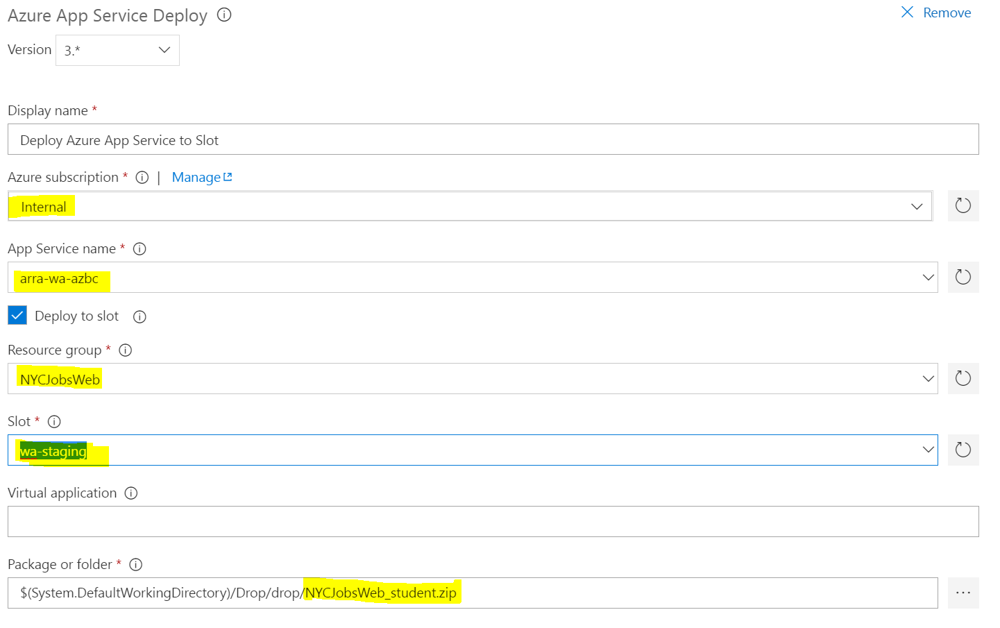 Azure App Service Deploy
Remove
Version 3.*
Display name *
Deploy Azure App Service to Slot
Azure subscription * | Manage
Internal
App Service name *
arra-wa-azbc
Deploy to slot
Resource group *
NYCJobsWeb
Slot *
wa-staging
Virtual application
Package or folder *
$(System.DefaultWorkingDirectory)/Drop/drop/NYCJobsWeb_student.zip